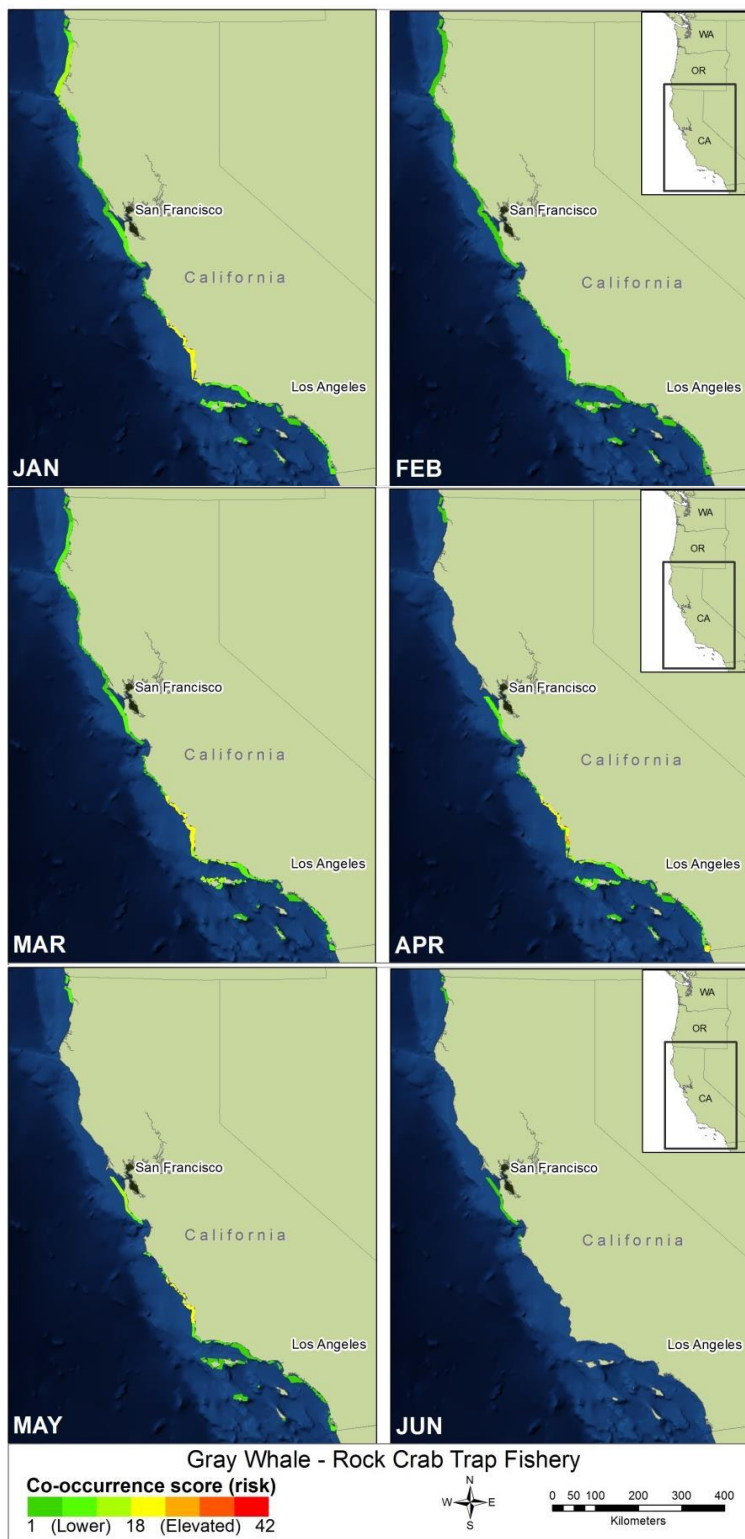 San Francisco
California
Los Angeles
JAN
WA
OR
CA
San Francisco
California
Los Angeles
FEB
San Francisco
California
Los Angeles
MAR
WA
OR
CA
San Francisco
California
Los Angeles
APR
San Francisco
California
Los Angeles
MAY
WA
OR
CA
San Francisco
California
Los Angeles
JUN
Gray Whale - Rock Crab Trap Fishery
Co-occurrence score (risk)
1 (Lower) 18 (Elevated) 42
N
W E
S
0 50 100 200 300 400
Kilometers